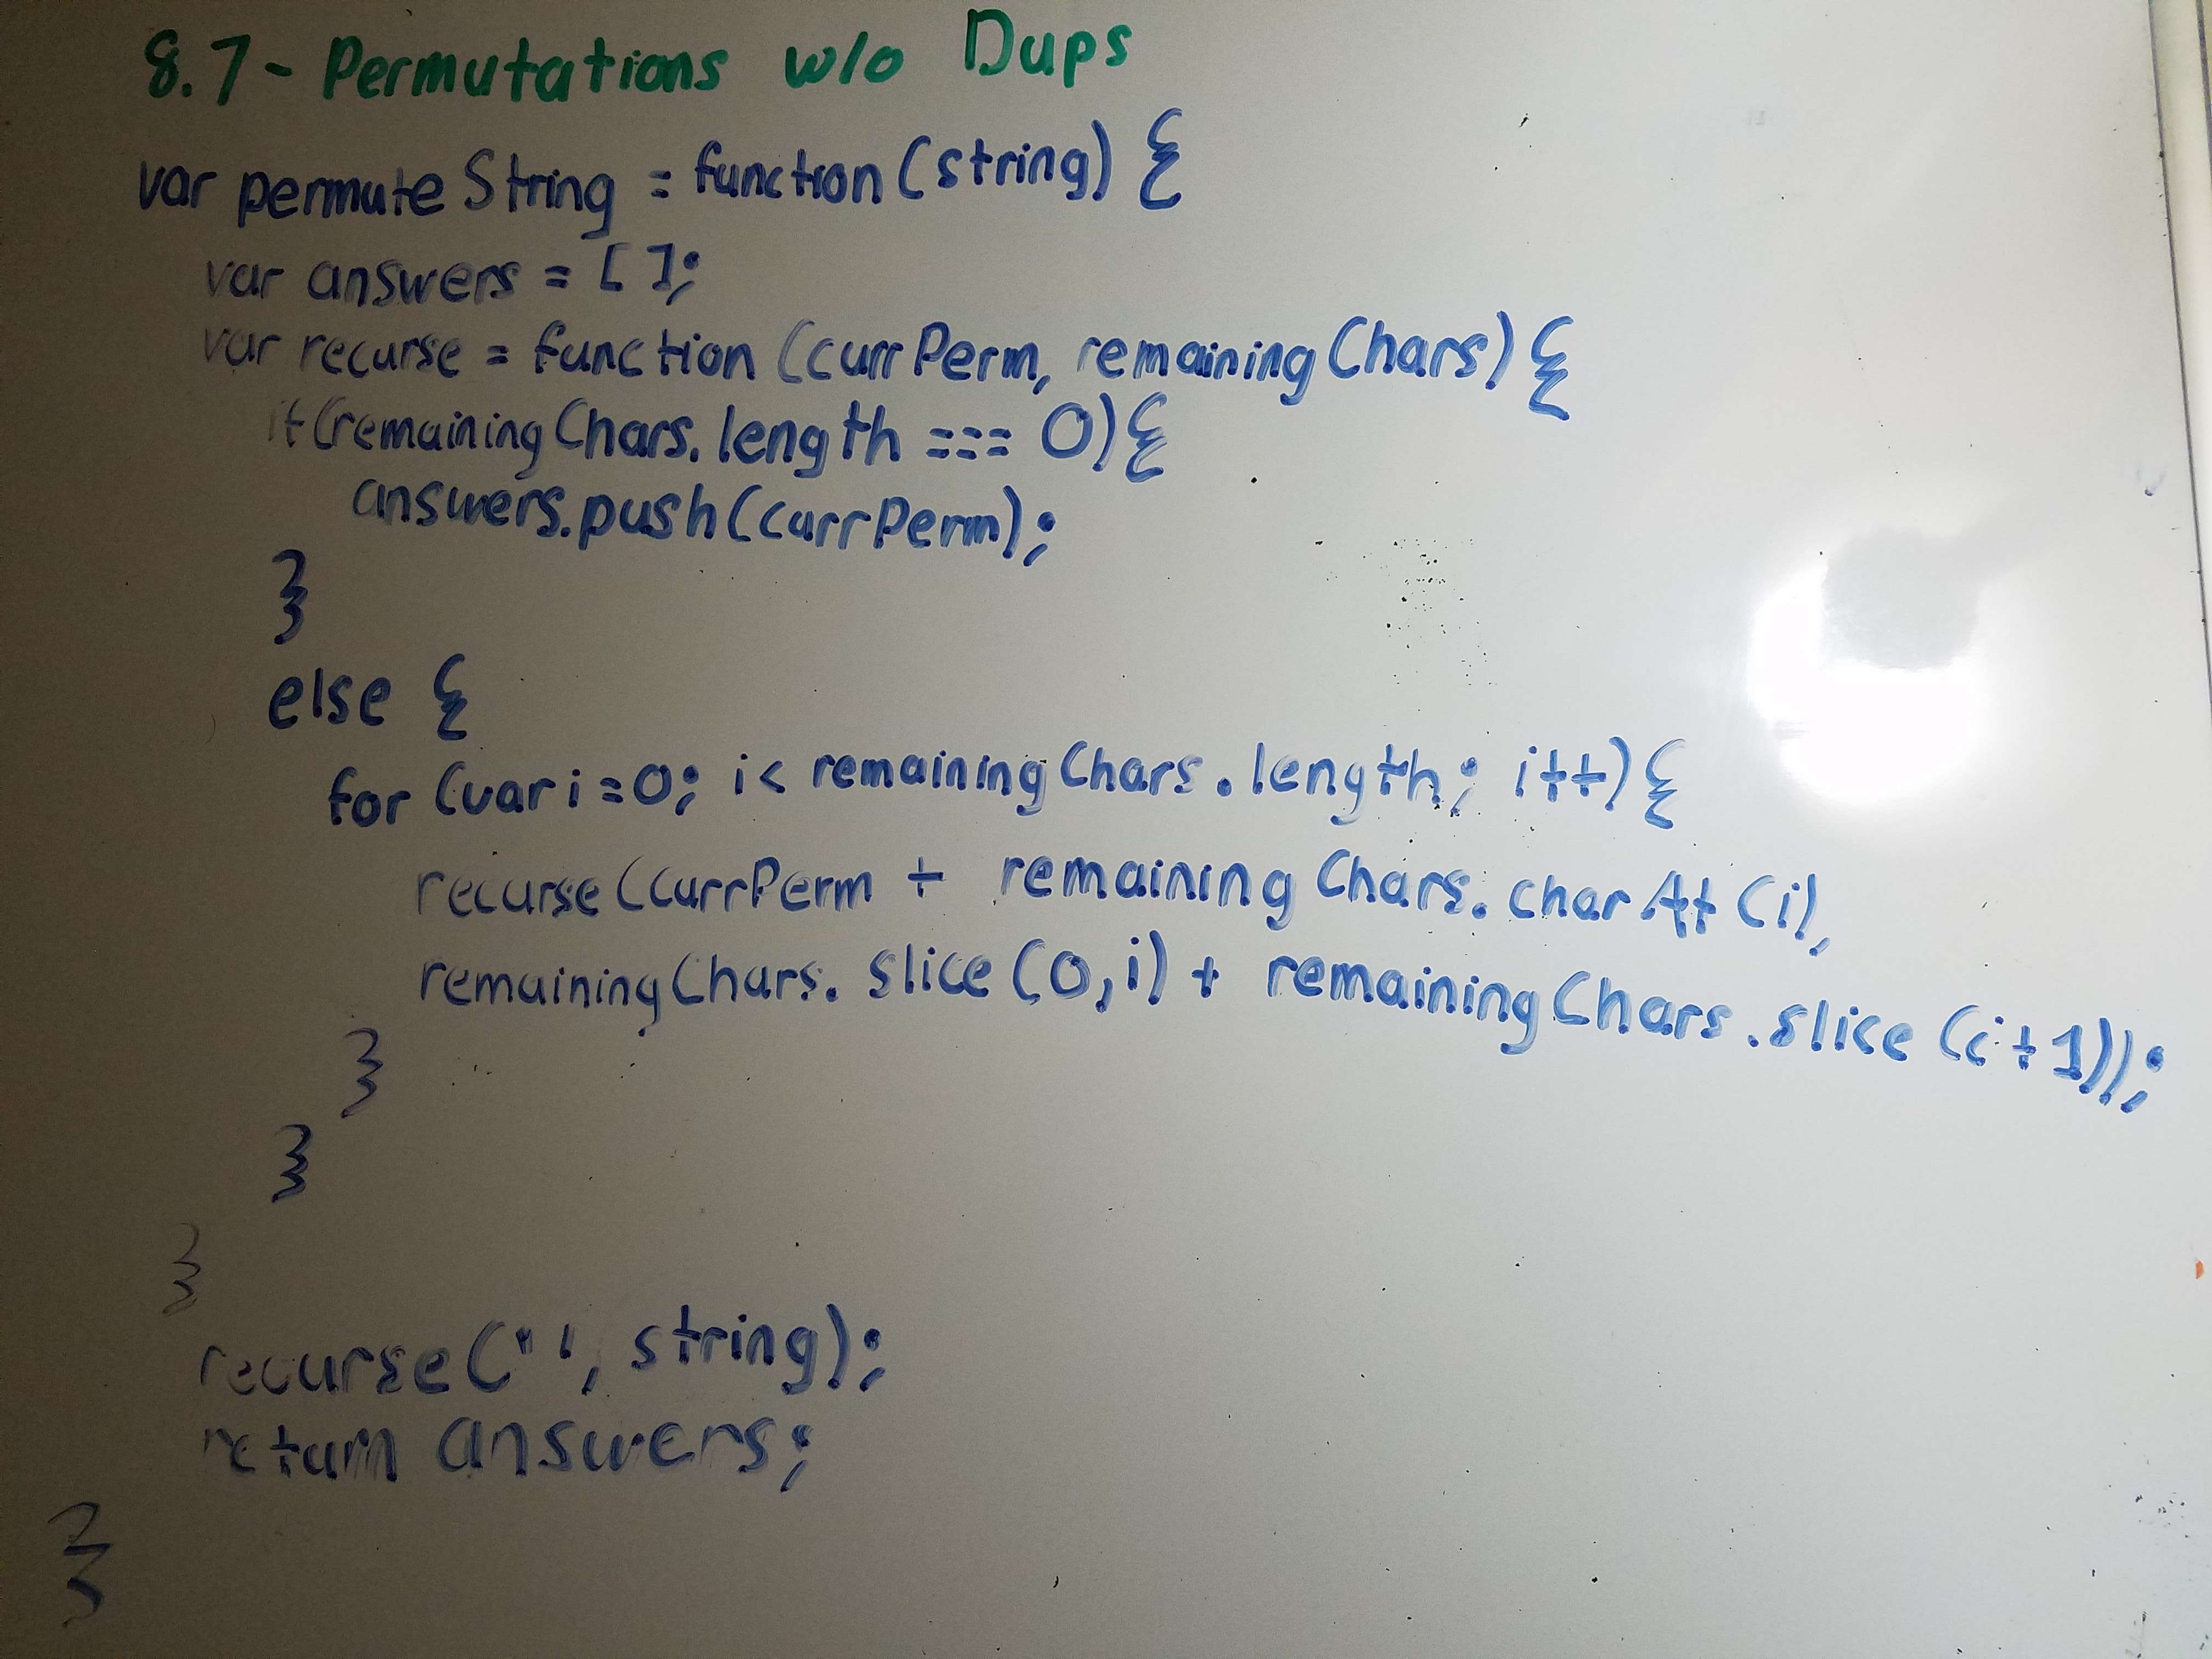 8.7 - Permutations w/o Dups
var permuteString = function(string) {
var answers = [];
var recurse = function (currPerm, remainingChars) {
if(remainingChars.length === 0){
answers.push(currPerm);
}
else {
for (var i=0; i< remainingChars.length; i++){
recurse(currPerm + remainingChars.charAt(i),
remainingChars.slice(0,i) + remainingChars.slice(i+1));
}
}
}
recurse('', string);
return answers;
}